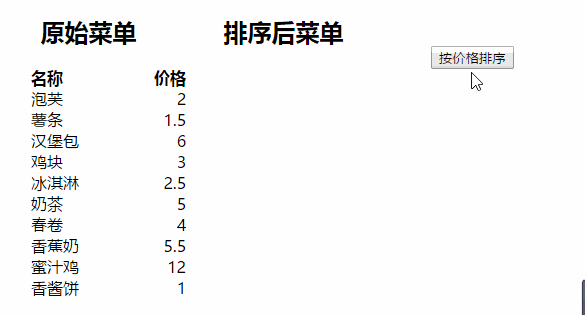 原始菜单 排序后菜单
按价格排序
名称 价格
泡芙 2
薯条 1.5
汉堡包 6
鸡块 3
冰淇淋 2.5
奶茶 5
春卷 4
香蕉奶 5.5
蜜汁鸡 12
香酱饼 1